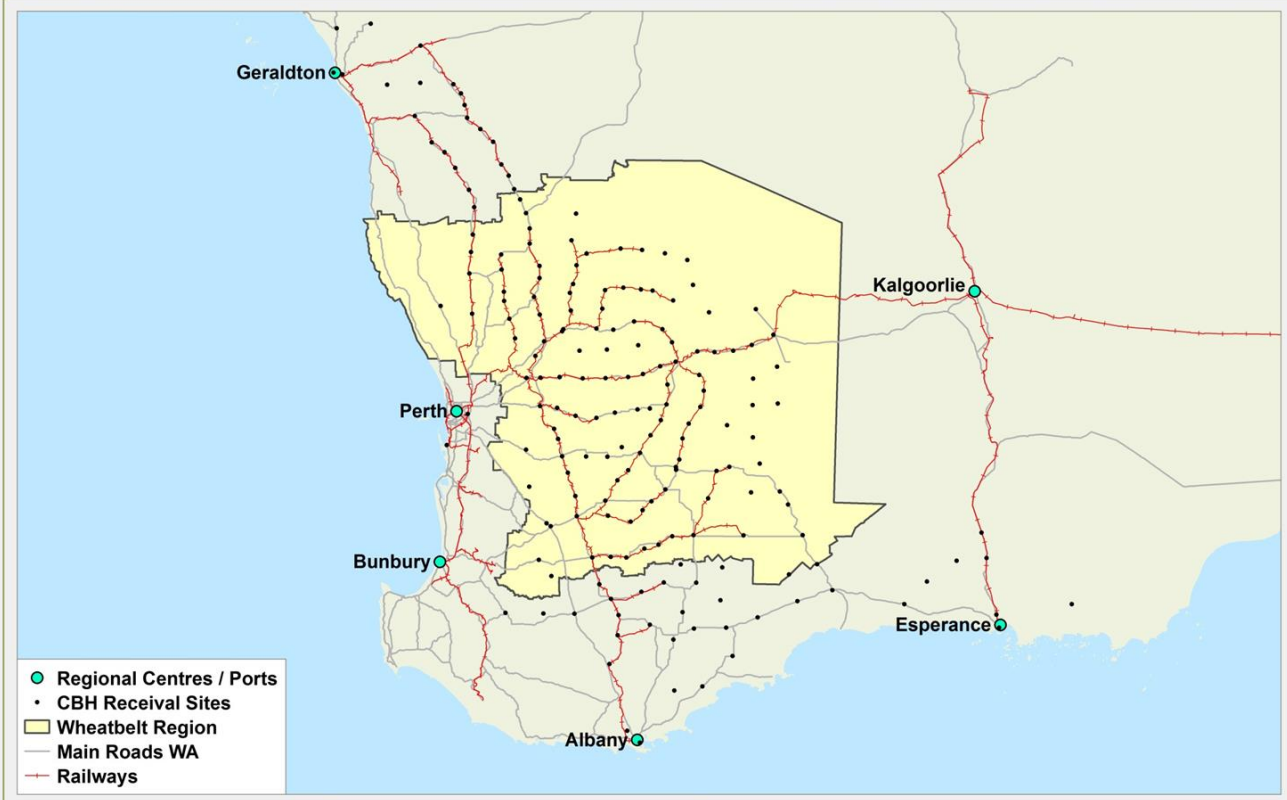 Geraldton
Kalgoorlie
Perth
Bunbury
Esperance
Albany
Regional Centres / Ports
CBH Receival Sites
Wheatbelt Region
Main Roads WA
Railways